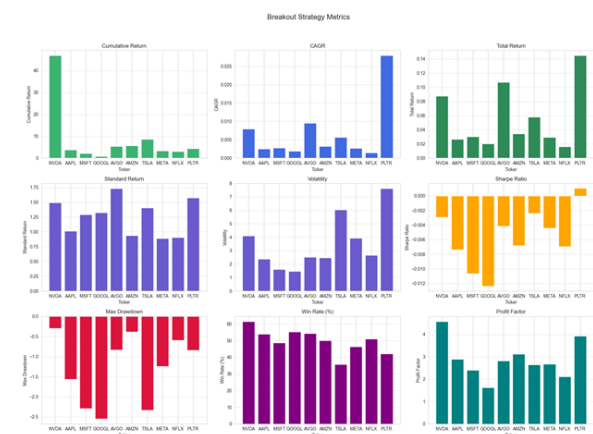 Breakout Strategy Metrics
Cumulative Return
CAGR
Total Return
Cumulative Return
40
30
20
10
0
NVDA AAPL MSFT GOOGL AVGO AMZN TSLA META NFLX PLTR
Ticker
CAGR
0.025
0.020
0.015
0.010
0.005
0.000
NVDA AAPL MSFT GOOGL AVGO AMZN TSLA META NFLX PLTR
Ticker
Total Return
0.14
0.12
0.10
0.08
0.06
0.04
0.02
0.00
NVDA AAPL MSFT GOOGL AVGO AMZN TSLA META NFLX PLTR
Ticker
Standard Return
Volatility
Sharpe Ratio
Standard Return
1.75
1.50
1.25
1.00
0.75
0.50
0.25
0.00
NVDA AAPL MSFT GOOGL AVGO AMZN TSLA META NFLX PLTR
Ticker
Volatility
8
7
6
5
4
3
2
1
0
NVDA AAPL MSFT GOOGL AVGO AMZN TSLA META NFLX PLTR
Ticker
Sharpe Ratio
0.000
−0.002
−0.004
−0.006
−0.008
−0.010
−0.012
NVDA AAPL MSFT GOOGL AVGO AMZN TSLA META NFLX PLTR
Ticker
Max Drawdown
Win Rate (%)
Profit Factor
Max Drawdown
0.0
−0.5
−1.0
−1.5
−2.0
−2.5
NVDA AAPL MSFT GOOGL AVGO AMZN TSLA META NFLX PLTR
Win Rate (%)
60
50
40
30
20
10
0
NVDA AAPL MSFT GOOGL AVGO AMZN TSLA META NFLX PLTR
Profit Factor
4
3
2
1
0
NVDA AAPL MSFT GOOGL AVGO AMZN TSLA META NFLX PLTR